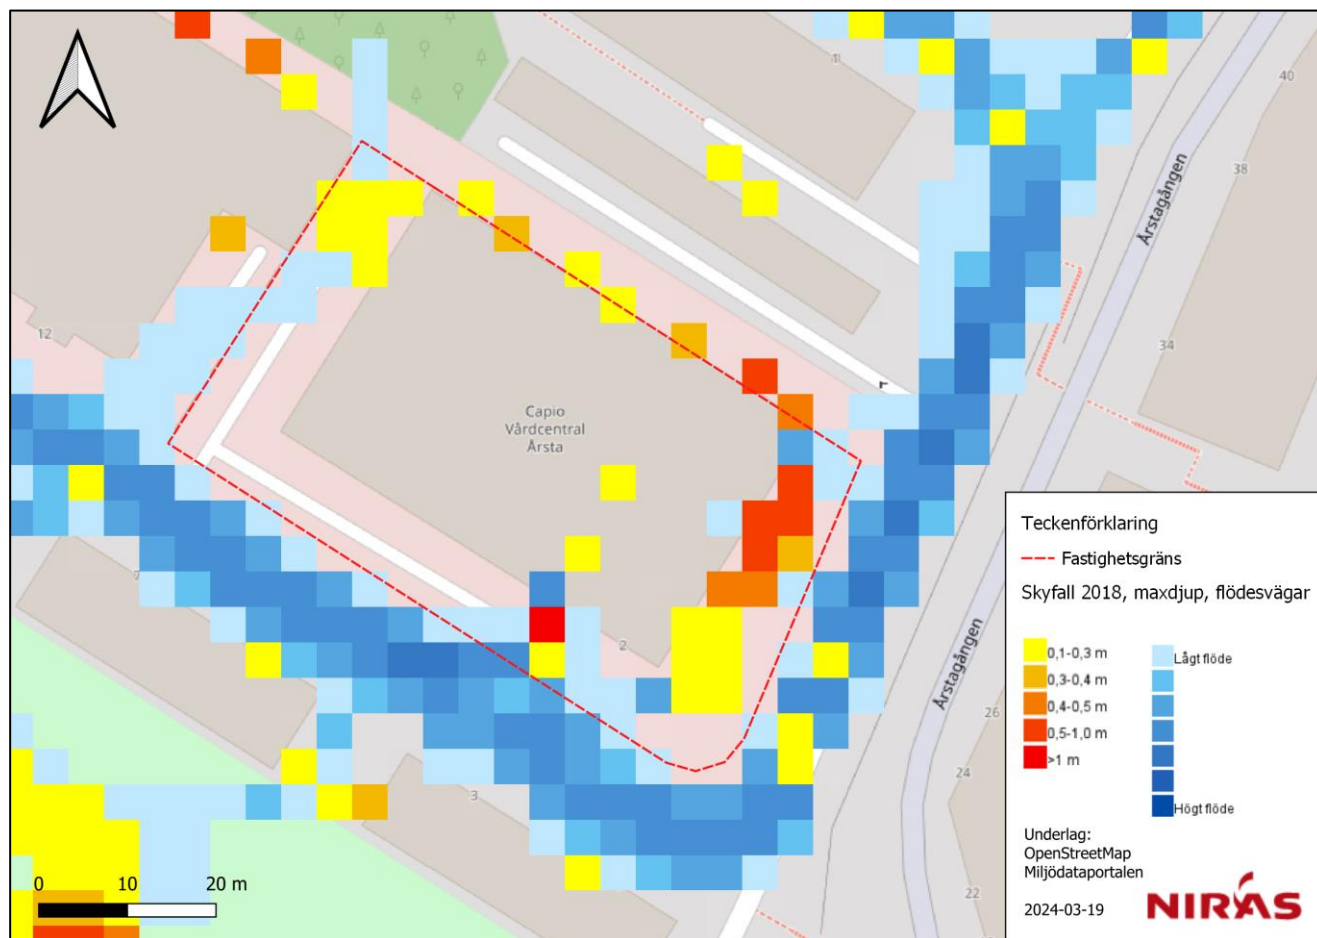 1
40
38
Årstagången
34
12
Capio
Vårdcentral
Årsta
2
3
Årstagången
26
24
22
0 10 20 m
Teckenförklaring
Fastighetsgräns
Skyfall 2018, maxdjup, flödesvägar
0,1-0,3 m
0,3-0,4 m
0,4-0,5 m
0,5-1,0 m
>1 m
Lågt flöde
Högt flöde
Underlag:
OpenStreetMap
Miljödataportalen
2024-03-19
NIRAS